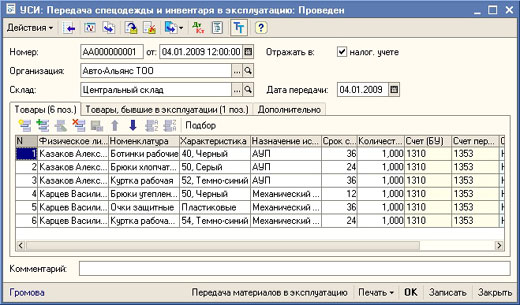 УСИ: Передача спецодежды и инвентаря в эксплуатацию: Проведен
Действия
Дт Кт
Тт
Номер: АА000000001 от: 04.01.2009 12:00:00 Отражать в: налог. учете
Организация: Авто-Альянс ТОО
Склад: Центральный склад Дата передачи: 04.01.2009
Товары (6 поз.) Товары, бывшие в эксплуатации (1 поз.) Дополнительно
Подбор
N Физическое ли... Номенклатура Характеристика Назначение ис... Срок с... Количест... Счет (БУ) Счет пер...
1 Казаков Алекс... Ботинки рабочие 40, Черный АУП 36 1,000 1310 1353
2 Казаков Алекс... Брюки хлопчат... 50, Серый АУП 24 1,000 1310 1353
3 Казаков Алекс... Куртка рабочая 52, Темно-синий АУП 36 1,000 1310 1353
4 Карцев Васили... Брюки утеплен... 50, Черный Механический ... 12 1,000 1310 1353
5 Карцев Васили... Очки защитные Пластиковые Механический ... 36 1,000 1310 1353
6 Карцев Васили... Куртка рабоча... 54, Темно-синий Механический ... 24 1,000 1310 1353
Комментарий:
Громова Передача материалов в эксплуатацию Печать OK Записать Закрыть